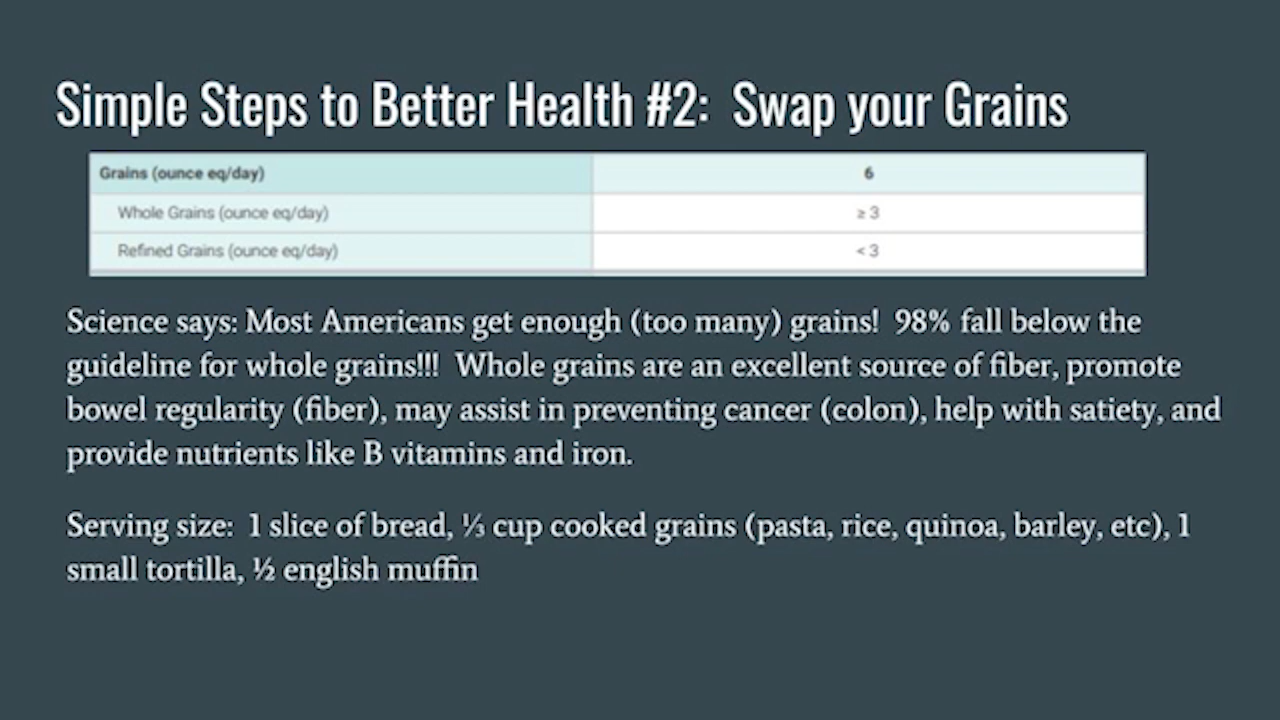 Simple Steps to Better Health #2:  Swap your Grains
Grains (ounce eq/day) 6
Whole Grains (ounce eq/day) ≥ 3
Refined Grains (ounce eq/day) < 3
Science says: Most Americans get enough (too many) grains!  98% fall below the
guideline for whole grains!!!  Whole grains are an excellent source of fiber, promote
bowel regularity (fiber), may assist in preventing cancer (colon), help with satiety, and
provide nutrients like B vitamins and iron.
Serving size:  1 slice of bread, ⅓ cup cooked grains (pasta, rice, quinoa, barley, etc), 1
small tortilla, ½ english muffin